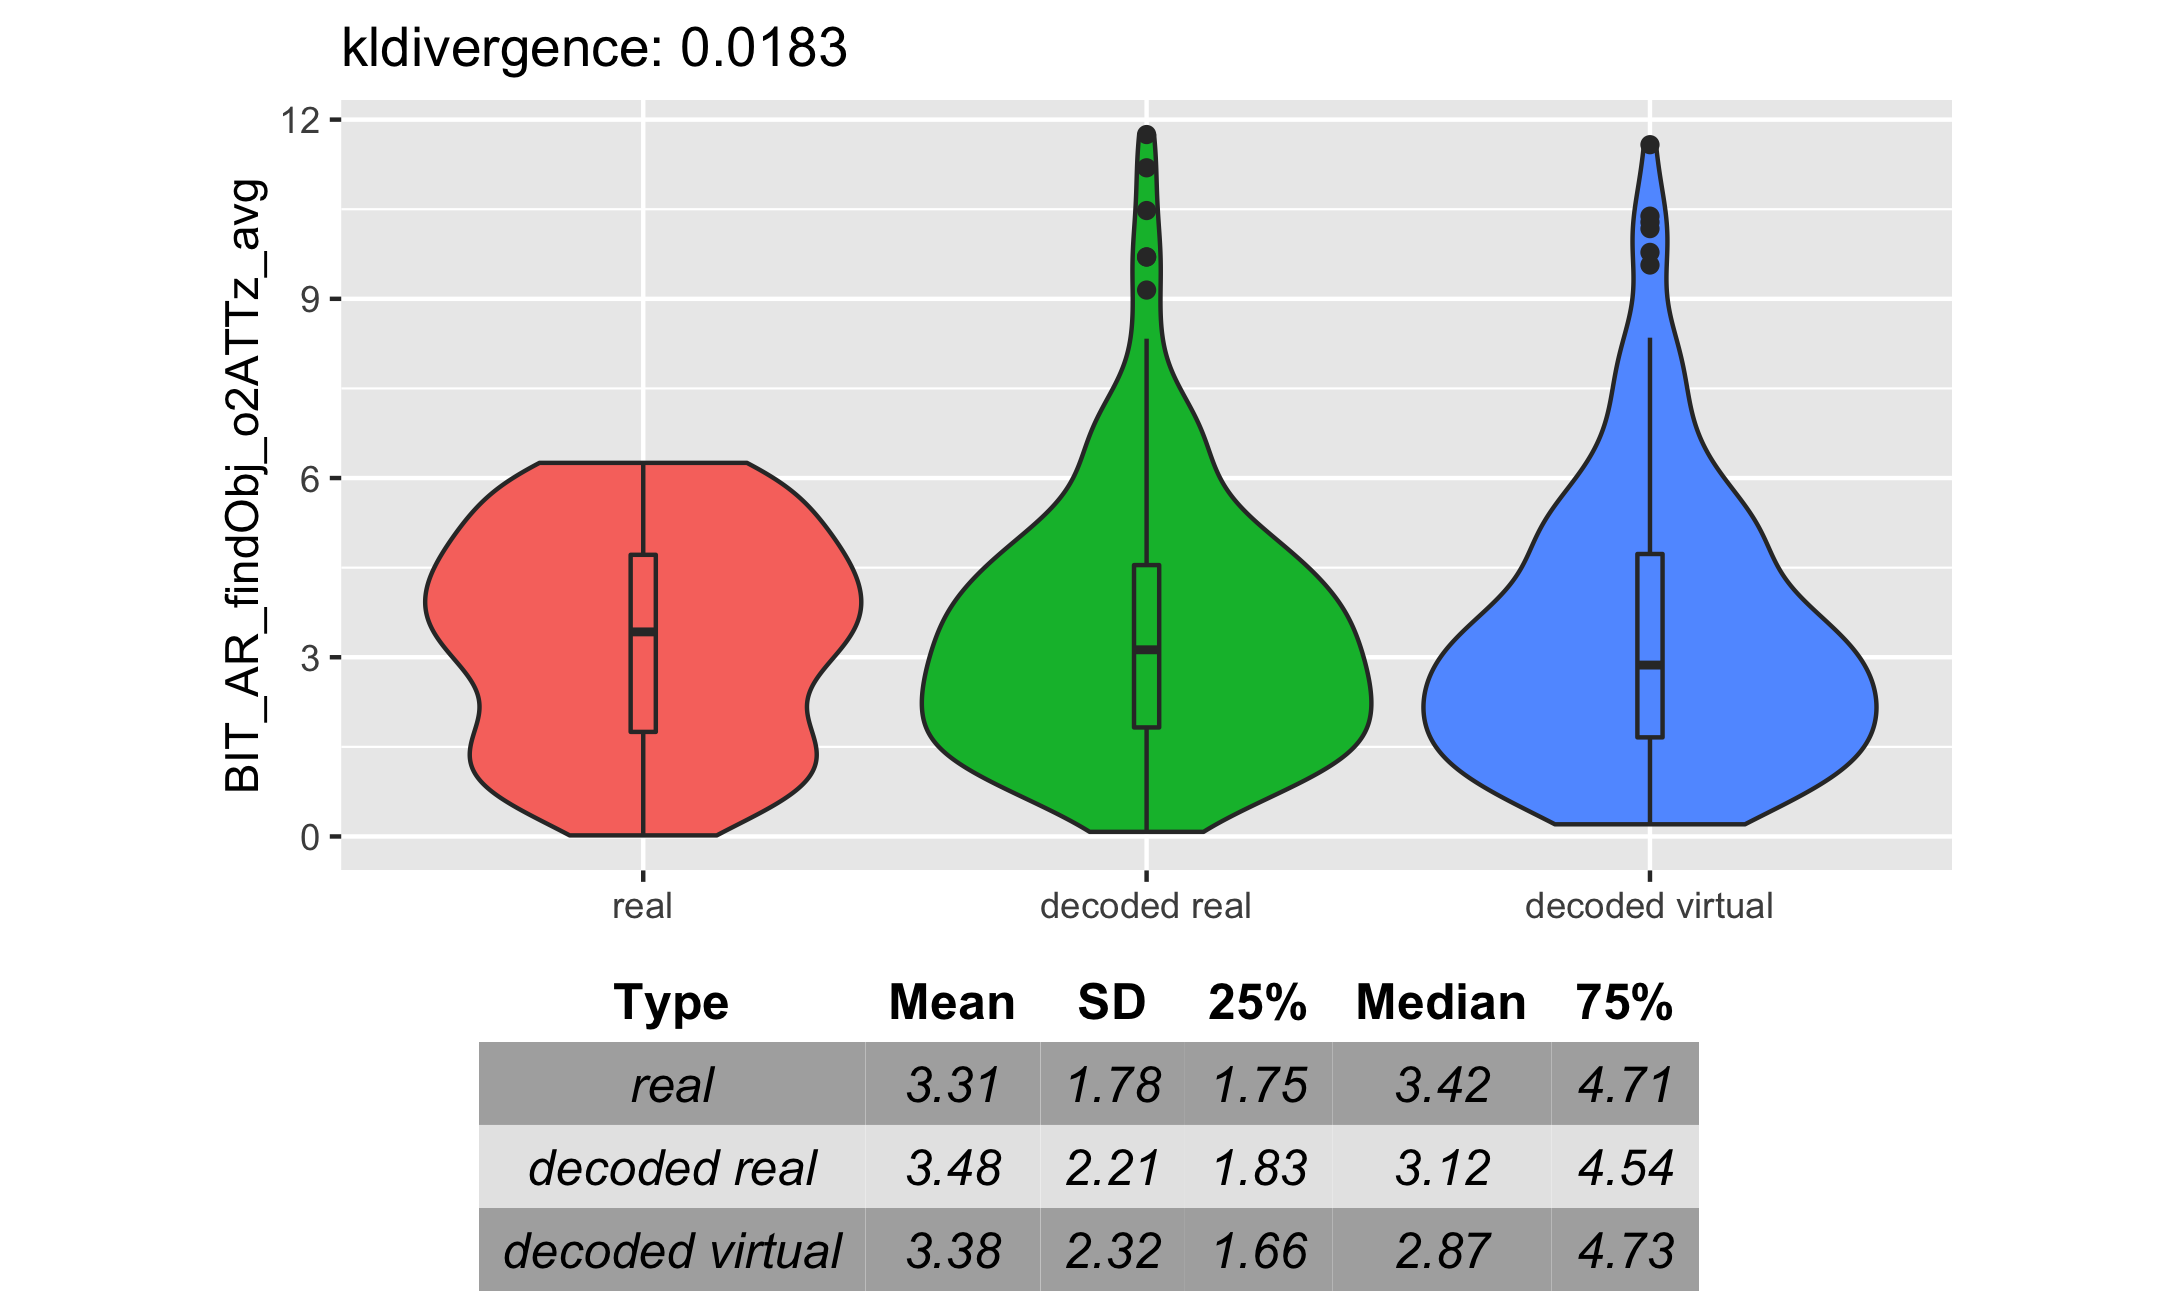 kldivergence: 0.0183
BIT_AR_findObj_o2ATTz_avg
12
9
6
3
0
real decoded real decoded virtual
Type Mean SD 25% Median 75%
real 3.31 1.78 1.75 3.42 4.71
decoded real 3.48 2.21 1.83 3.12 4.54
decoded virtual 3.38 2.32 1.66 2.87 4.73